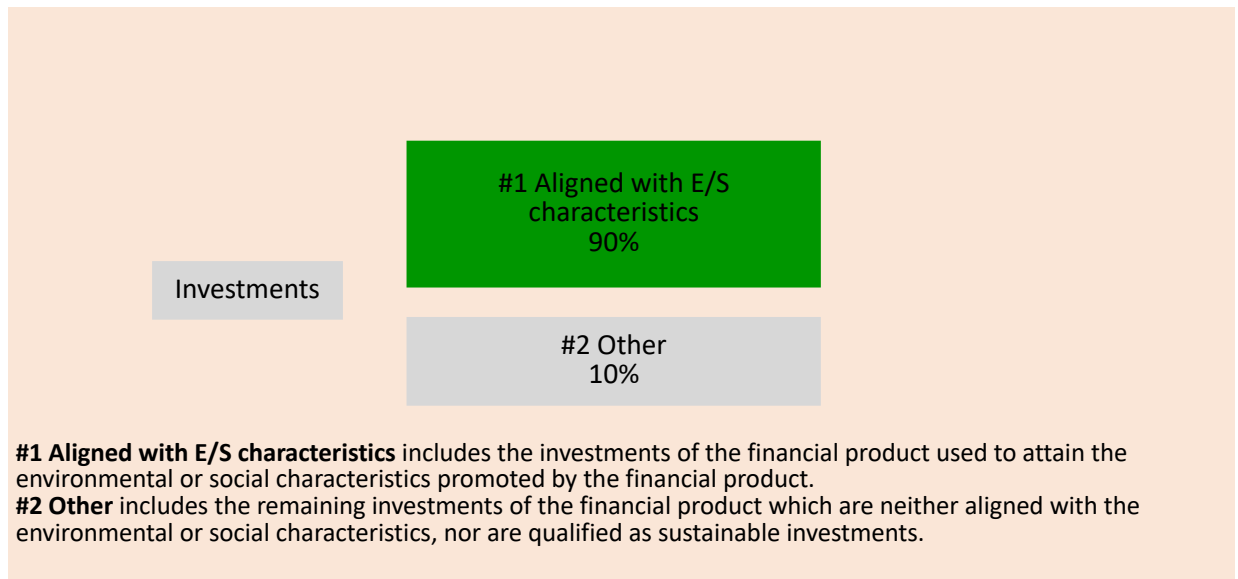 #1 Aligned with E/S
characteristics
90%
Investments
#2 Other
10%
#1 Aligned with E/S characteristics includes the investments of the financial product used to attain the
environmental or social characteristics promoted by the financial product.
#2 Other includes the remaining investments of the financial product which are neither aligned with the
environmental or social characteristics, nor are qualified as sustainable investments.